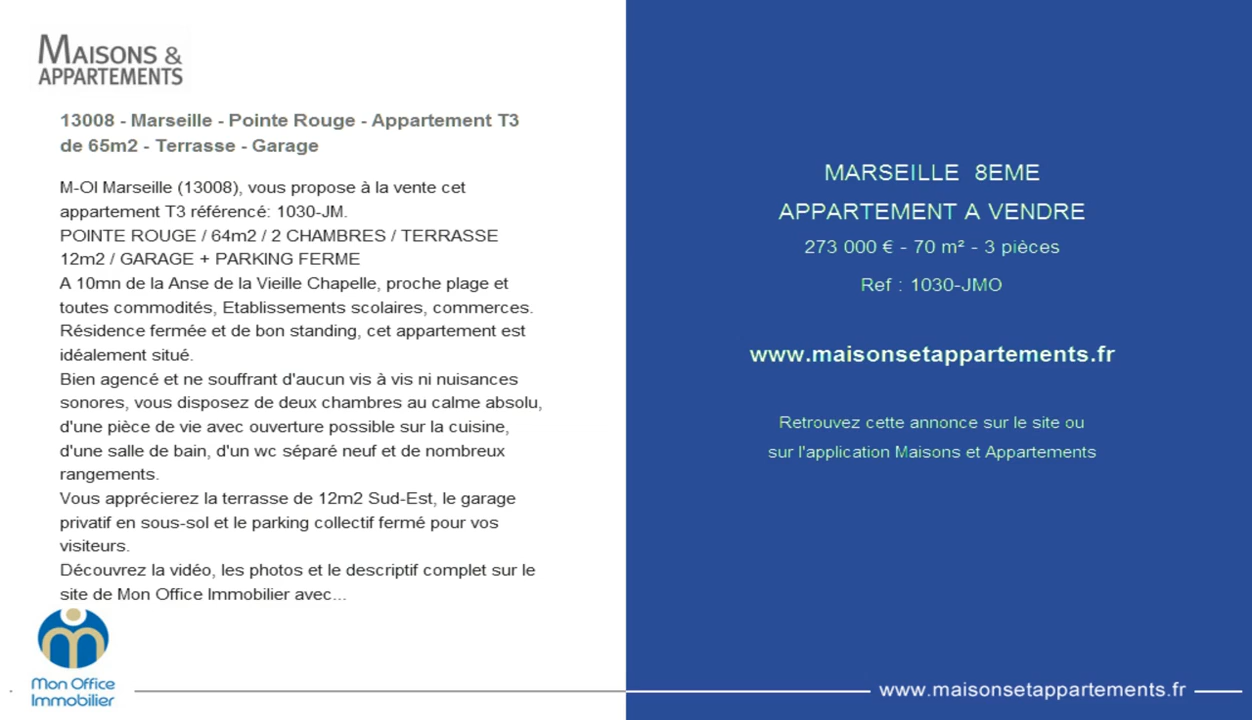 MAISONS &
APPARTEMENTS
13008 - Marseille - Pointe Rouge - Appartement T3
de 65m2 - Terrasse - Garage
M-OI Marseille (13008), vous propose à la vente cet
appartement T3 référencé: 1030-JM.
POINTE ROUGE / 64m2 / 2 CHAMBRES / TERRASSE
12m2 / GARAGE + PARKING FERME
A 10mn de la Anse de la Vieille Chapelle, proche plage et
toutes commodités, Etablissements scolaires, commerces.
Résidence fermée et de bon standing, cet appartement est
idéalement situé.
Bien agencé et ne souffrant d'aucun vis à vis ni nuisances
sonores, vous disposez de deux chambres au calme absolu,
d'une pièce de vie avec ouverture possible sur la cuisine,
d'une salle de bain, d'un wc séparé neuf et de nombreux
rangements.
Vous apprécierez la terrasse de 12m2 Sud-Est, le garage
privatif en sous-sol et le parking collectif fermé pour vos
visiteurs.
Découvrez la vidéo, les photos et le descriptif complet sur le
site de Mon Office Immobilier avec...
Mon Office
Immobilier
MARSEILLE 8EME
APPARTEMENT A VENDRE
273 000 € - 70 m² - 3 pièces
Ref : 1030-JMO
www.maisonsetappartements.fr
Retrouvez cette annonce sur le site ou
sur l'application Maisons et Appartements
www.maisonsetappartements.fr